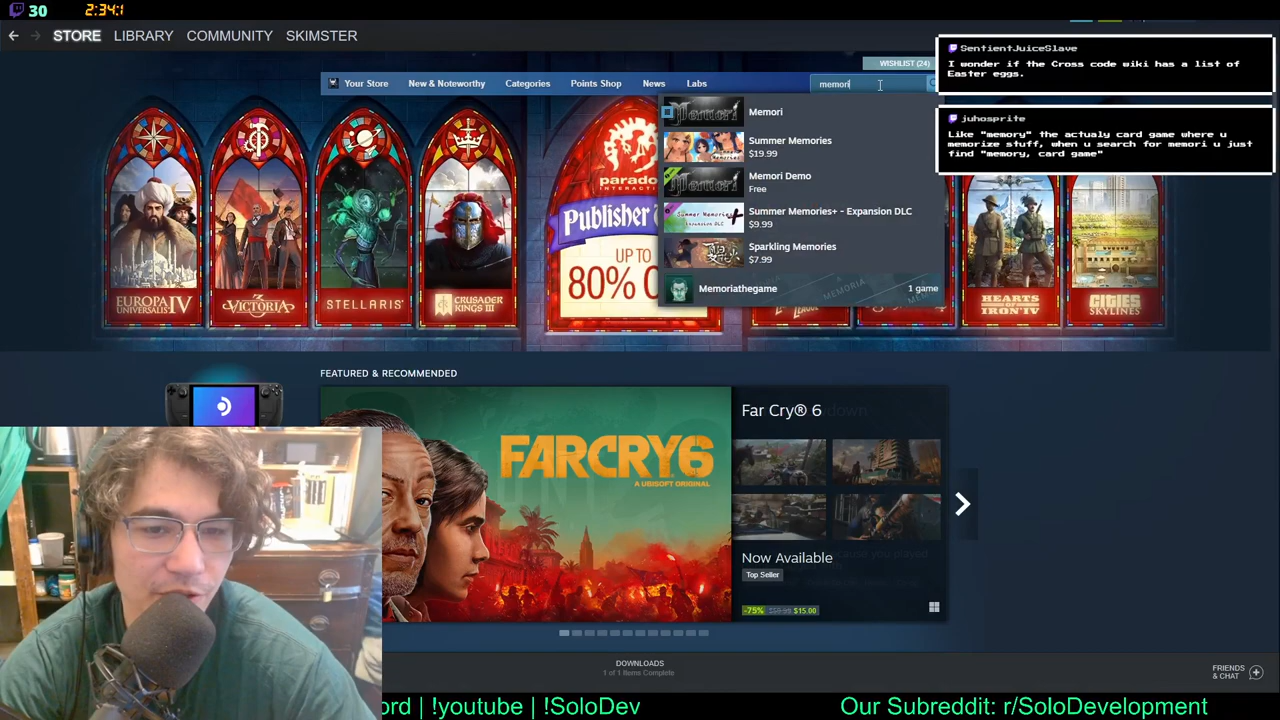 30
2:34:1
STORE LIBRARY COMMUNITY SKIMSTER
WISHLIST (24)
Your Store New & Noteworthy Categories Points Shop News Labs
memori
Memori
Summer Memories
$19.99
Memori Demo
Free
Summer Memories+ - Expansion DLC
$9.99
Sparkling Memories
$7.99
Memoriathegame 1 game
SentientJuiceSlave
I wonder if the Cross code wiki has a list of
Easter eggs.
juhosprite
Like "memory" the actualy card game where u
memorize stuff, when u search for memori u just
find "memory, card game"
EUROPA
UNIVERSALIS IV
VICTORIA
STELLARIS
CRUSADER
KINGS III
Publisher
UP TO
80%
HEARTS
OF IRON IV
CITIES
SKYLINES
FEATURED & RECOMMENDED
FARCRY6
A UBISOFT ORIGINAL
Far Cry® 6
Now Available
Top Seller
-75% $15.00
DOWNLOADS
1 of 1 Items Complete
FRIENDS
& CHAT
ord | !youtube | !SoloDev
Our Subreddit: r/SoloDevelopment